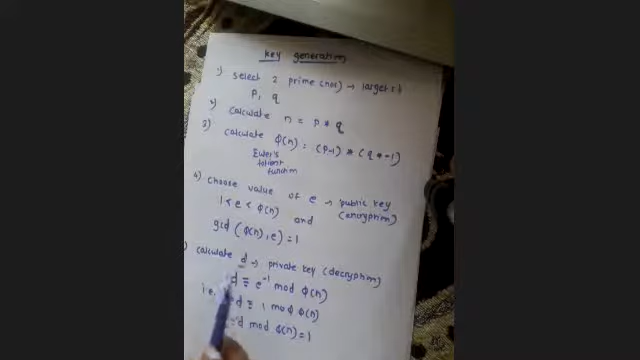 key generation
1) select 2 prime (nos) → large
P, q
2) calculate n = P * q
3) calculate Φ(n) = (P-1) * (q-1)
Euler's
totient
function
4) choose value of e → public key
1 < e < Φ(n) and (encryption)
gcd (Φ(n), e) = 1
) calculate d → private key (decryption)
d ≡ e⁻¹ mod Φ(n)
i.e. d ≡ 1 mod Φ(n)
d mod Φ(n) = 1